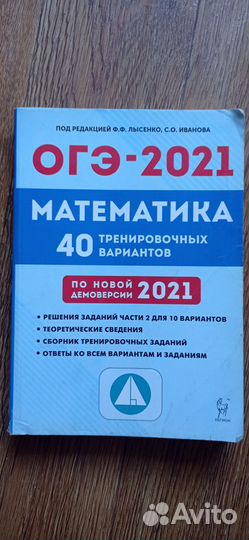 ПОД РЕДАКЦИЕЙ Ф.Ф. ЛЫСЕНКО, С.О. ИВАНОВА
ОГЭ-2021
МАТЕМАТИКА
40 ТРЕНИРОВОЧНЫХ
ВАРИАНТОВ
ПО НОВОЙ
ДЕМОВЕРСИИ 2021
• РЕШЕНИЯ ЗАДАНИЙ ЧАСТИ 2 ДЛЯ 10 ВАРИАНТОВ
• ТЕОРЕТИЧЕСКИЕ СВЕДЕНИЯ
• СБОРНИК ТРЕНИРОВОЧНЫХ ЗАДАНИЙ
• ОТВЕТЫ КО ВСЕМ ВАРИАНТАМ И ЗАДАНИЯМ
ЛЕГИОН
Avito